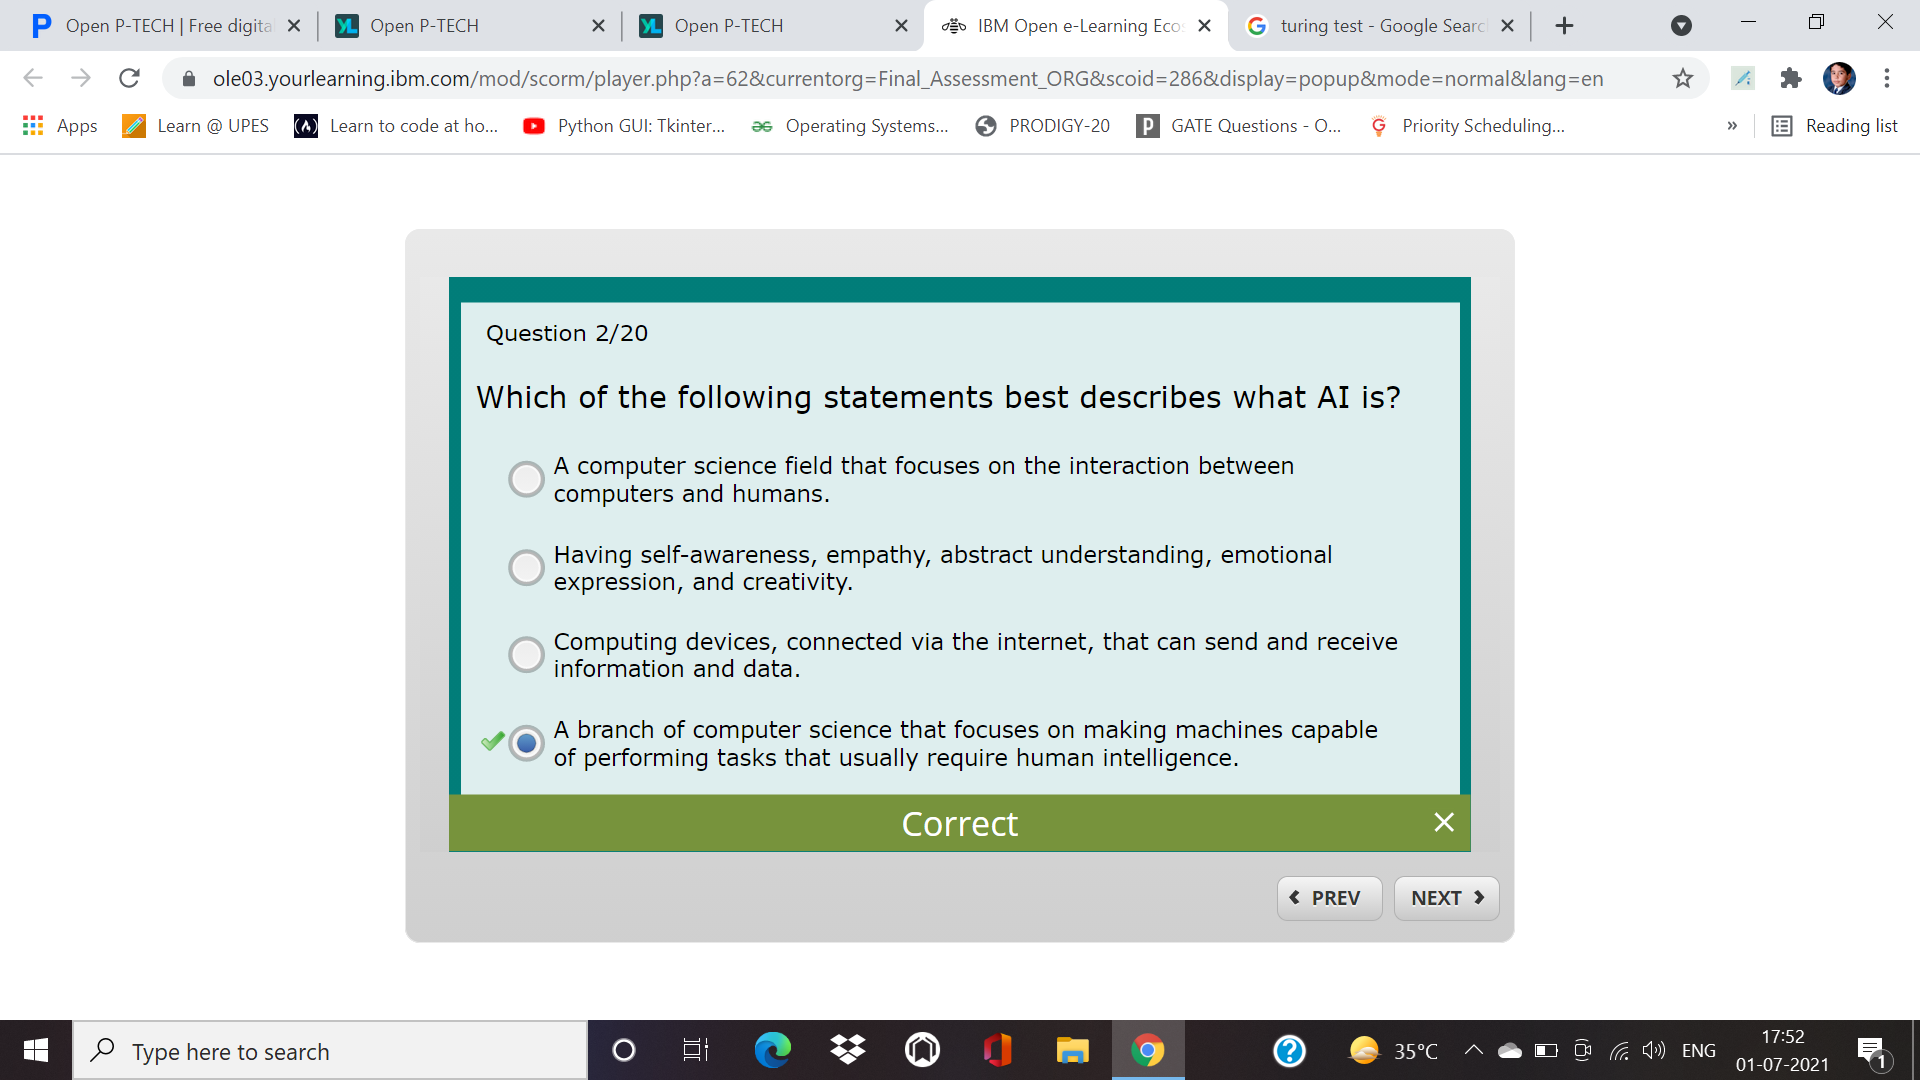 Open P-TECH | Free digita
Open P-TECH
Open P-TECH
IBM Open e-Learning Eco
turing test - Google Searc
ole03.yourlearning.ibm.com/mod/scorm/player.php?a=62&currentorg=Final_Assessment_ORG&scoid=286&display=popup&mode=normal&lang=en
Apps
Learn @ UPES
Learn to code at ho...
Python GUI: Tkinter...
Operating Systems...
PRODIGY-20
GATE Questions - O...
Priority Scheduling...
»
Reading list
Question 2/20
Which of the following statements best describes what AI is?
A computer science field that focuses on the interaction between
computers and humans.
Having self-awareness, empathy, abstract understanding, emotional
expression, and creativity.
Computing devices, connected via the internet, that can send and receive
information and data.
A branch of computer science that focuses on making machines capable
of performing tasks that usually require human intelligence.
Correct
PREV
NEXT
Type here to search
35°C
ENG
17:52
01-07-2021
1